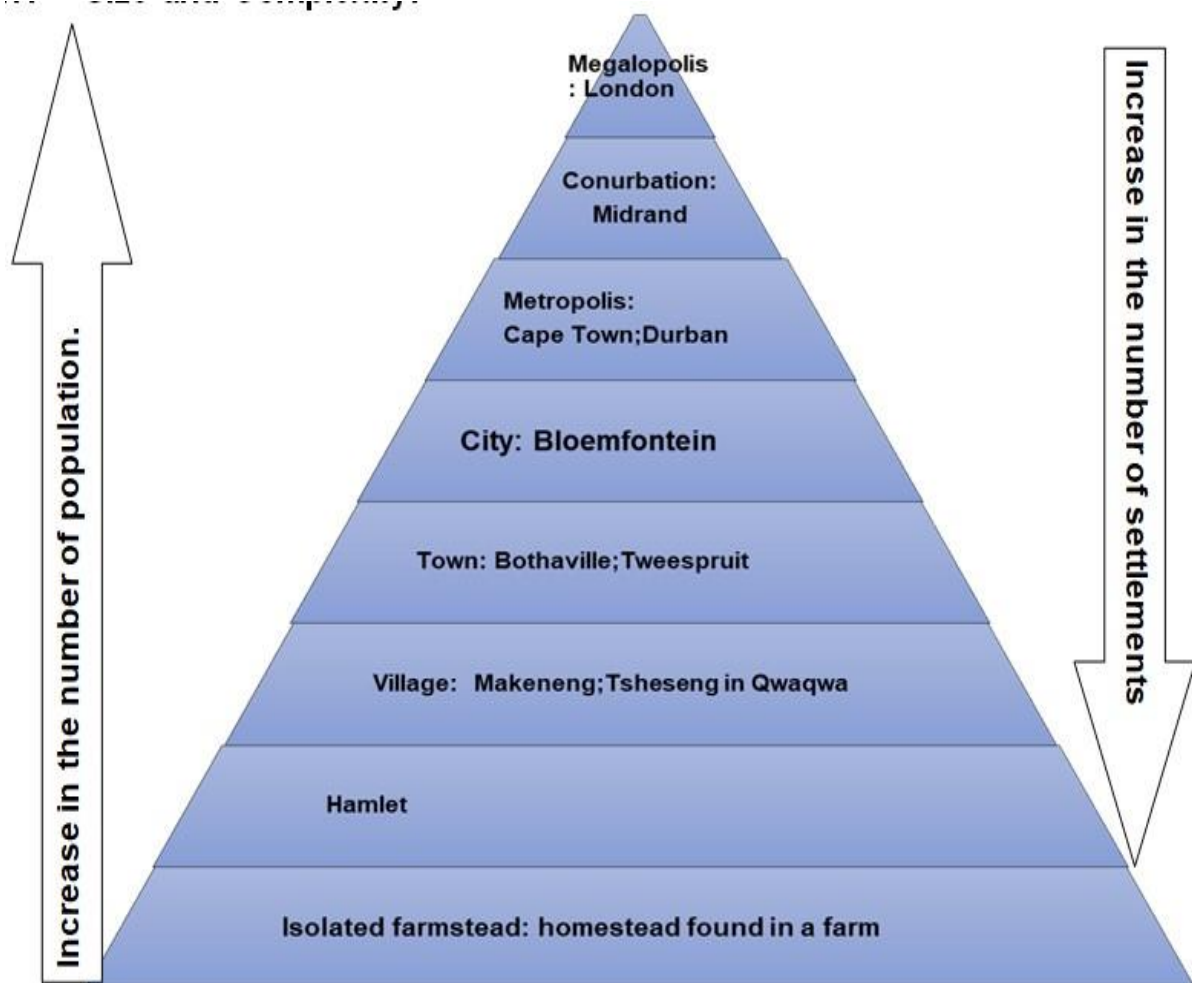 Megalopolis
: London
Conurbation:
Midrand
Metropolis:
Cape Town;Durban
City: Bloemfontein
Town: Bothaville;Tweespruit
Village: Makeneng;Tsheseng in Qwaqwa
Hamlet
Isolated farmstead: homestead found in a farm
Increase in the number of population.
Increase in the number of settlements